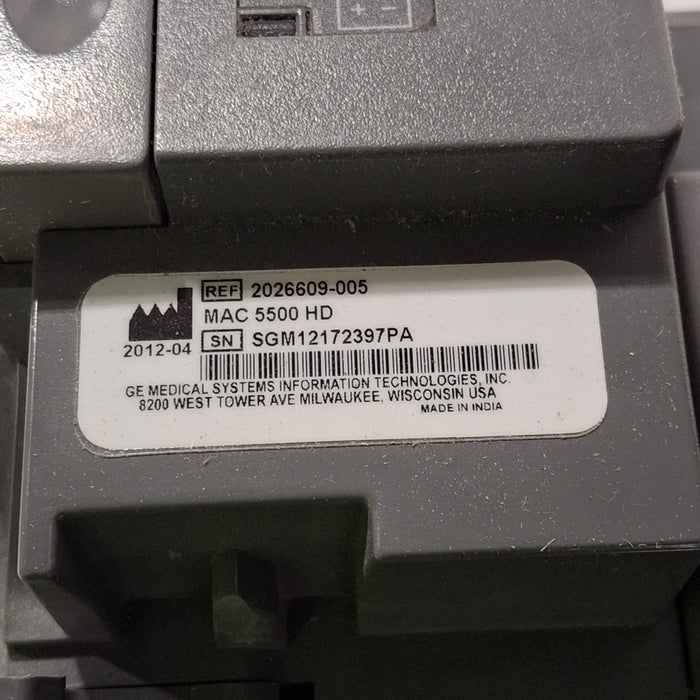 + -
REF 2026609-005
MAC 5500 HD
2012-04 SN SGM12172397PA
GE MEDICAL SYSTEMS INFORMATION TECHNOLOGIES, INC.
8200 WEST TOWER AVE MILWAUKEE, WISCONSIN USA
MADE IN INDIA